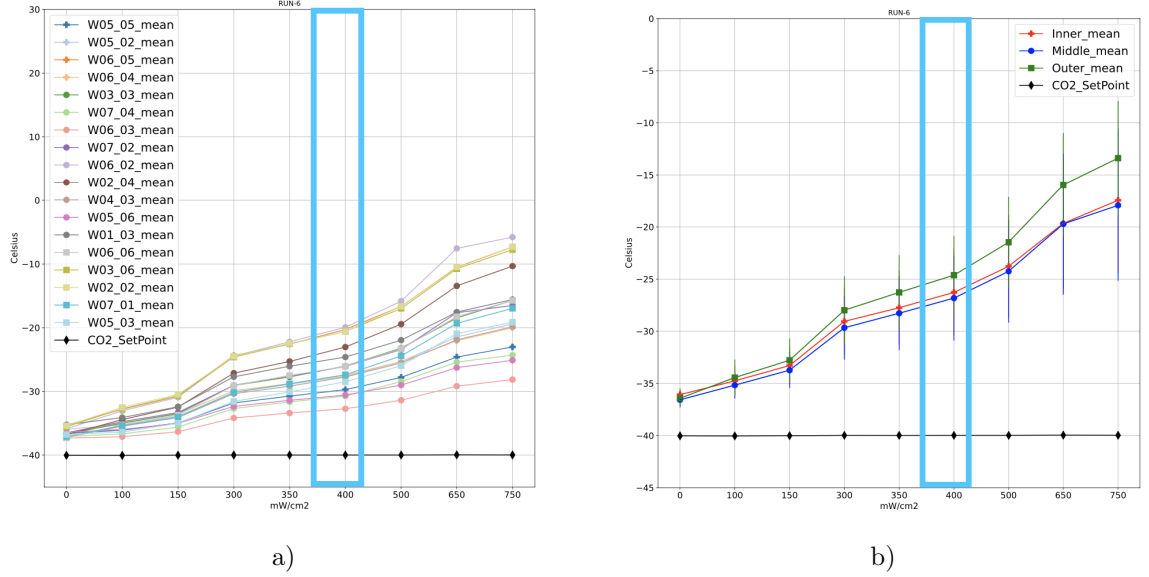 RUN-6
30
20
10
0
−10
−20
−30
−40
Celsius
W05_05_mean
W05_02_mean
W06_05_mean
W06_04_mean
W03_03_mean
W07_04_mean
W06_03_mean
W07_02_mean
W06_02_mean
W02_04_mean
W04_03_mean
W05_06_mean
W01_03_mean
W06_06_mean
W03_06_mean
W02_02_mean
W07_01_mean
W05_03_mean
CO2_SetPoint
0 100 150 300 350 400 500 650 750
mW/cm2
a)
RUN-6
0
−5
−10
−15
−20
−25
−30
−35
−40
−45
Celsius
Inner_mean
Middle_mean
Outer_mean
CO2_SetPoint
0 100 150 300 350 400 500 650 750
mW/cm2
b)